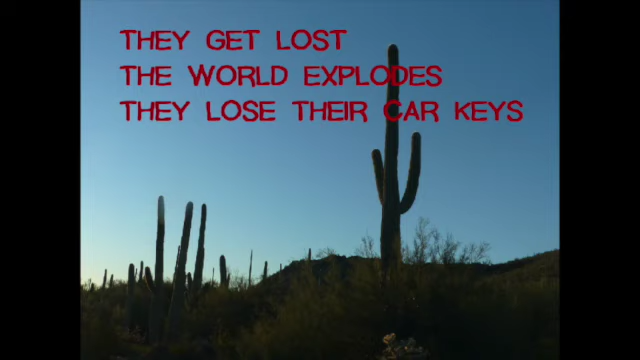 THEY GET LOST
THE WORLD EXPLODES
THEY LOSE THEIR CAR KEYS